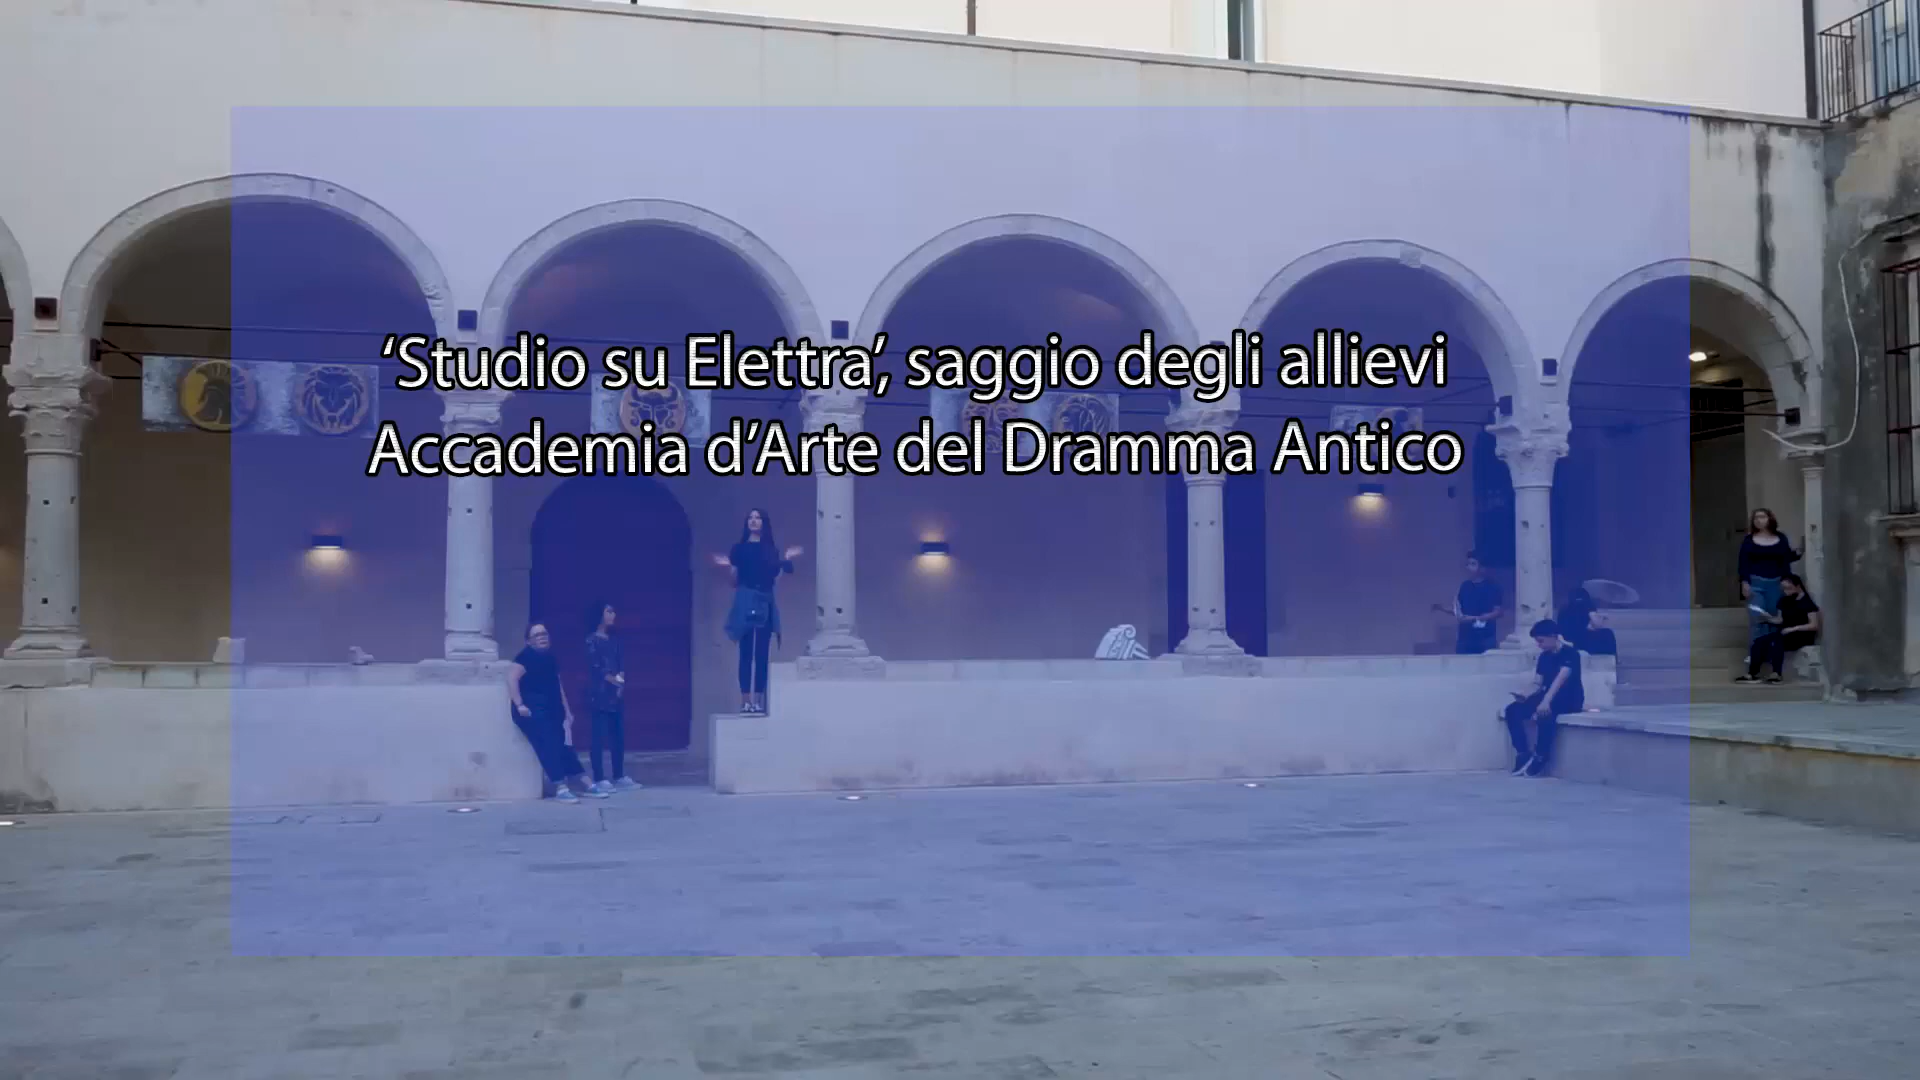 ‘Studio su Elettra’, saggio degli allievi
Accademia d’Arte del Dramma Antico